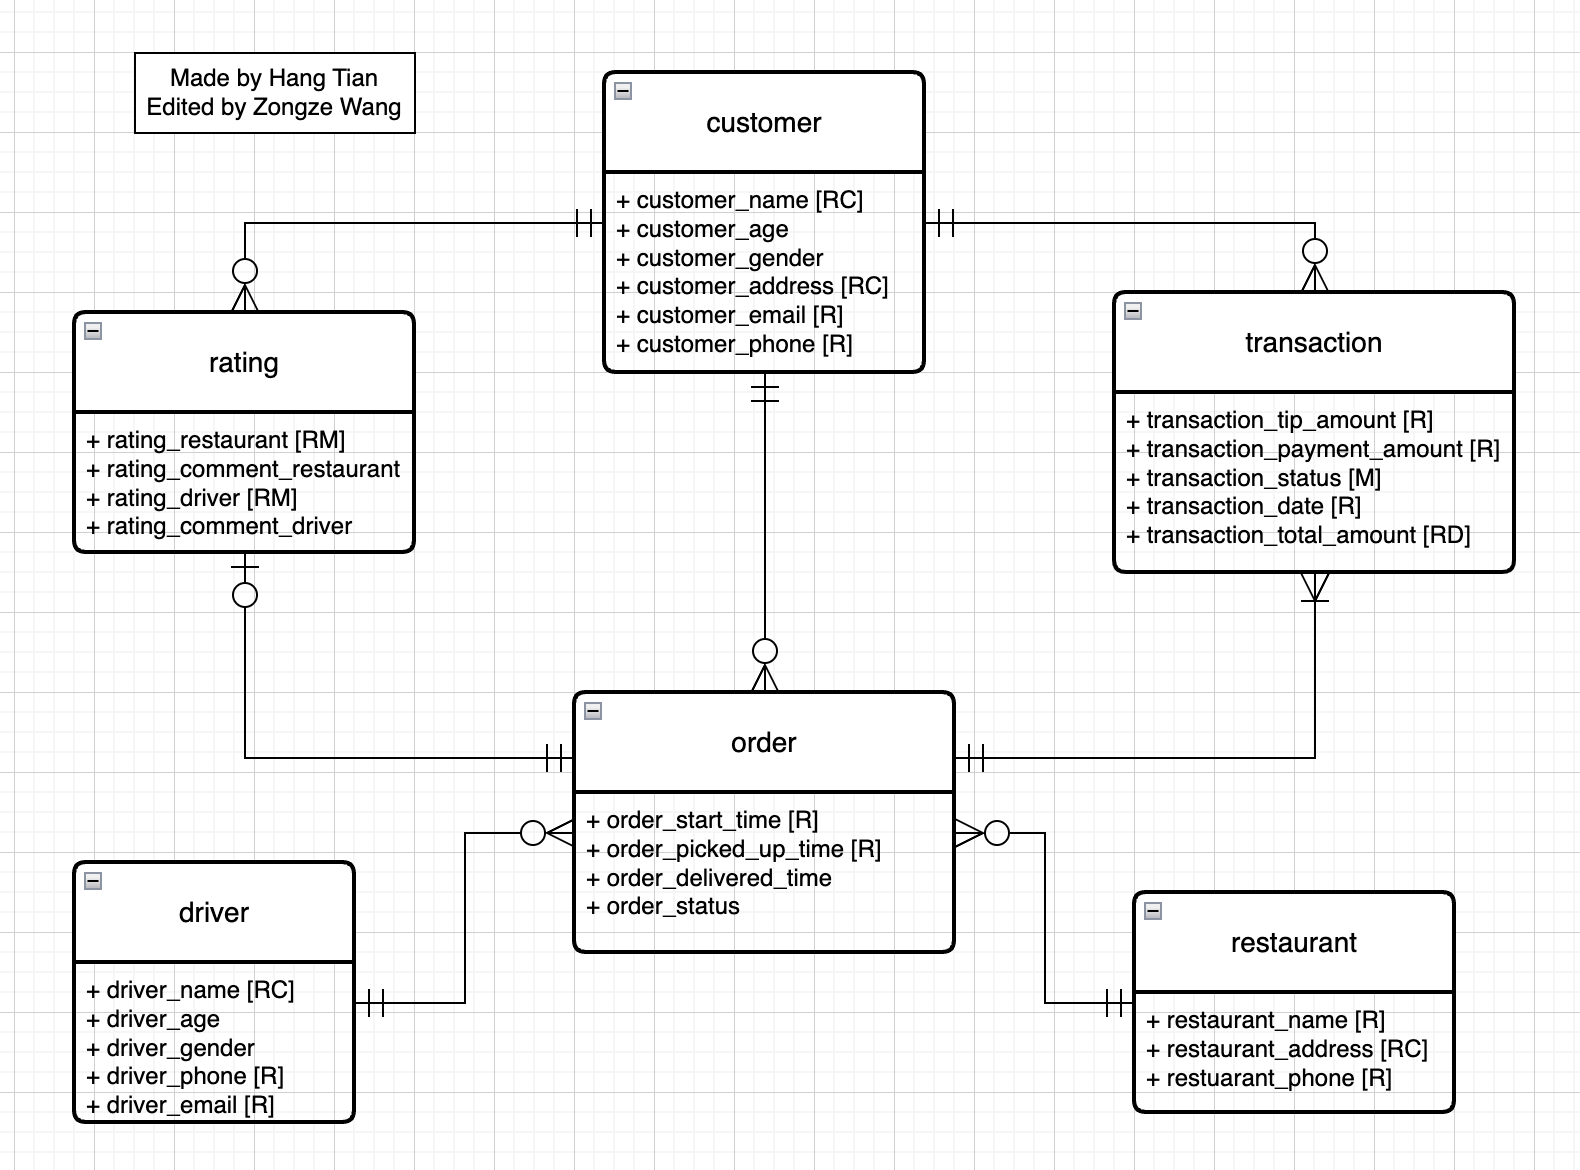 Made by Hang Tian
Edited by Zongze Wang
customer
+ customer_name [RC]
+ customer_age
+ customer_gender
+ customer_address [RC]
+ customer_email [R]
+ customer_phone [R]
rating
+ rating_restaurant [RM]
+ rating_comment_restaurant
+ rating_driver [RM]
+ rating_comment_driver
transaction
+ transaction_tip_amount [R]
+ transaction_payment_amount [R]
+ transaction_status [M]
+ transaction_date [R]
+ transaction_total_amount [RD]
order
+ order_start_time [R]
+ order_picked_up_time [R]
+ order_delivered_time
+ order_status
driver
+ driver_name [RC]
+ driver_age
+ driver_gender
+ driver_phone [R]
+ driver_email [R]
restaurant
+ restaurant_name [R]
+ restaurant_address [RC]
+ restuarant_phone [R]